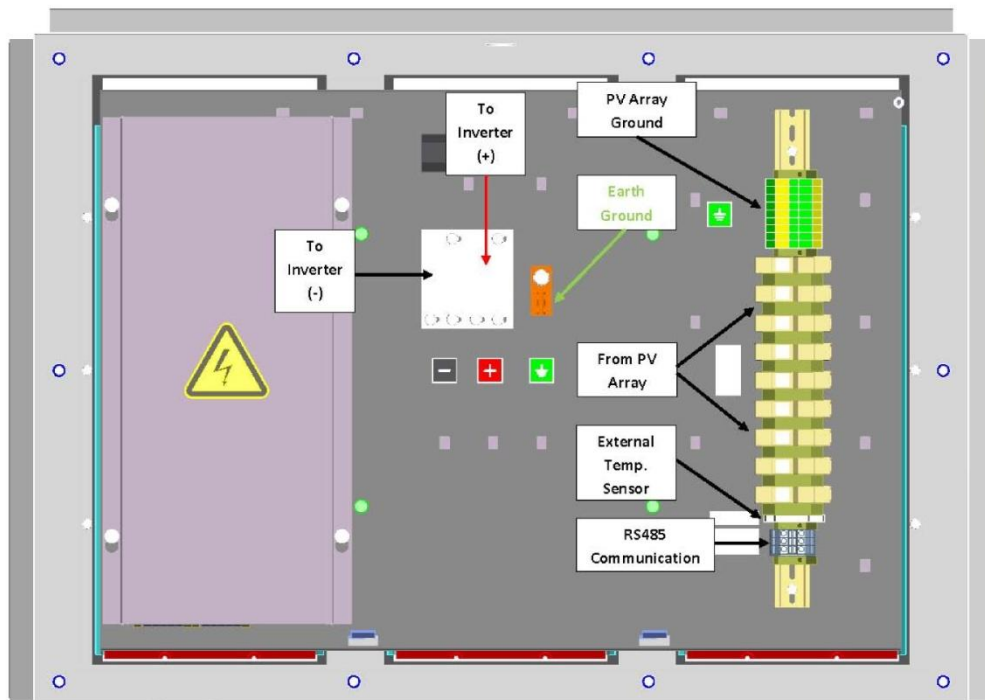 To
Inverter
(+)
PV Array
Ground
Earth
Ground
To
Inverter
(-)
- +
From PV
Array
External
Temp.
Sensor
RS485
Communication